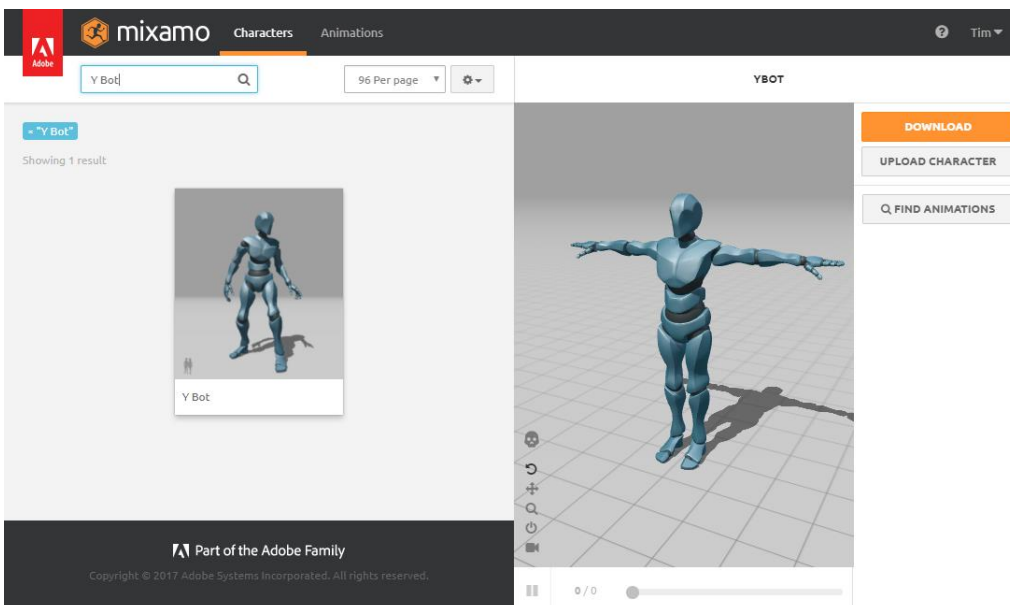 Adobe
mixamo
Characters
Animations
Tim
Y Bot
96 Per page
YBOT
"Y Bot"
Showing 1 result
Y Bot
DOWNLOAD
UPLOAD CHARACTER
FIND ANIMATIONS
Part of the Adobe Family
Copyright © 2017 Adobe Systems Incorporated. All rights reserved.
0 / 0